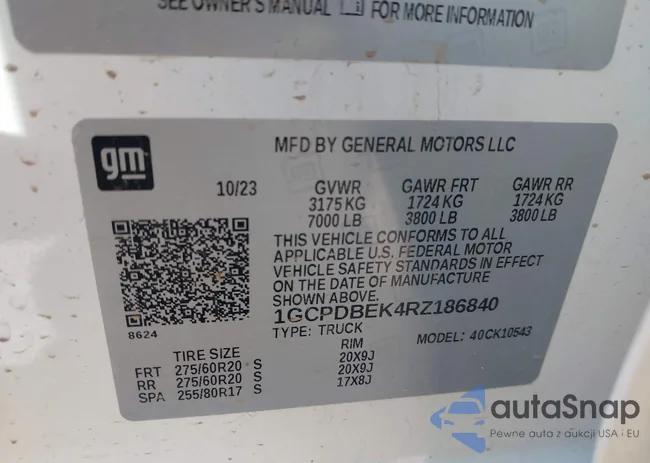 SEE OWNER'S MANUAL FOR MORE INFORMATION
gm
MFD BY GENERAL MOTORS LLC
10/23 GVWR GAWR FRT GAWR RR
3175 KG 1724 KG 1724 KG
7000 LB 3800 LB 3800 LB
THIS VEHICLE CONFORMS TO ALL
APPLICABLE U.S. FEDERAL MOTOR
VEHICLE SAFETY STANDARDS IN EFFECT
ON THE DATE OF MANUFACTURE
SHOWN ABOVE.
1GCPDBEK4RZ186840
8624
TYPE: TRUCK MODEL: 40CK10543
TIRE SIZE RIM
FRT 275/60R20 S 20X9J
RR 275/60R20 S 20X9J
SPA 255/80R17 S 17X8J
autaSnap
Pewne auta z aukcji USA i EU